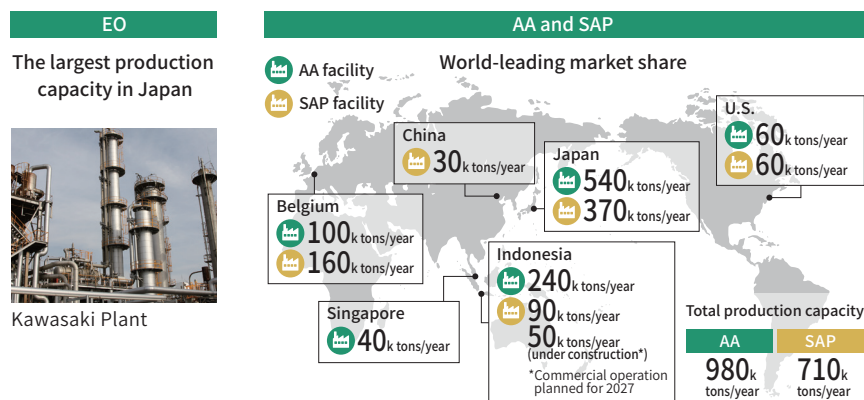 EO
The largest production
capacity in Japan
Kawasaki Plant
AA and SAP
World-leading market share
AA facility
SAP facility
China
30k tons/year
Belgium
100k tons/year
160k tons/year
Singapore
40k tons/year
Japan
540k tons/year
370k tons/year
Indonesia
240k tons/year
90k tons/year
50k tons/year
(under construction*)
*Commercial operation
planned for 2027
U.S.
60k tons/year
60k tons/year
Total production capacity
AA
980k
tons/year
SAP
710k
tons/year